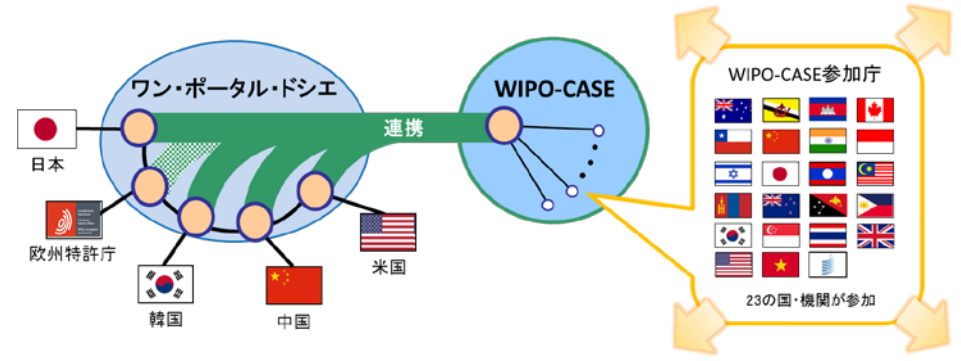 ワン・ポータル・ドシエ
WIPO-CASE
連携
日本
欧州特許庁
韓国
中国
米国
WIPO-CASE参加庁
23の国・機関が参加